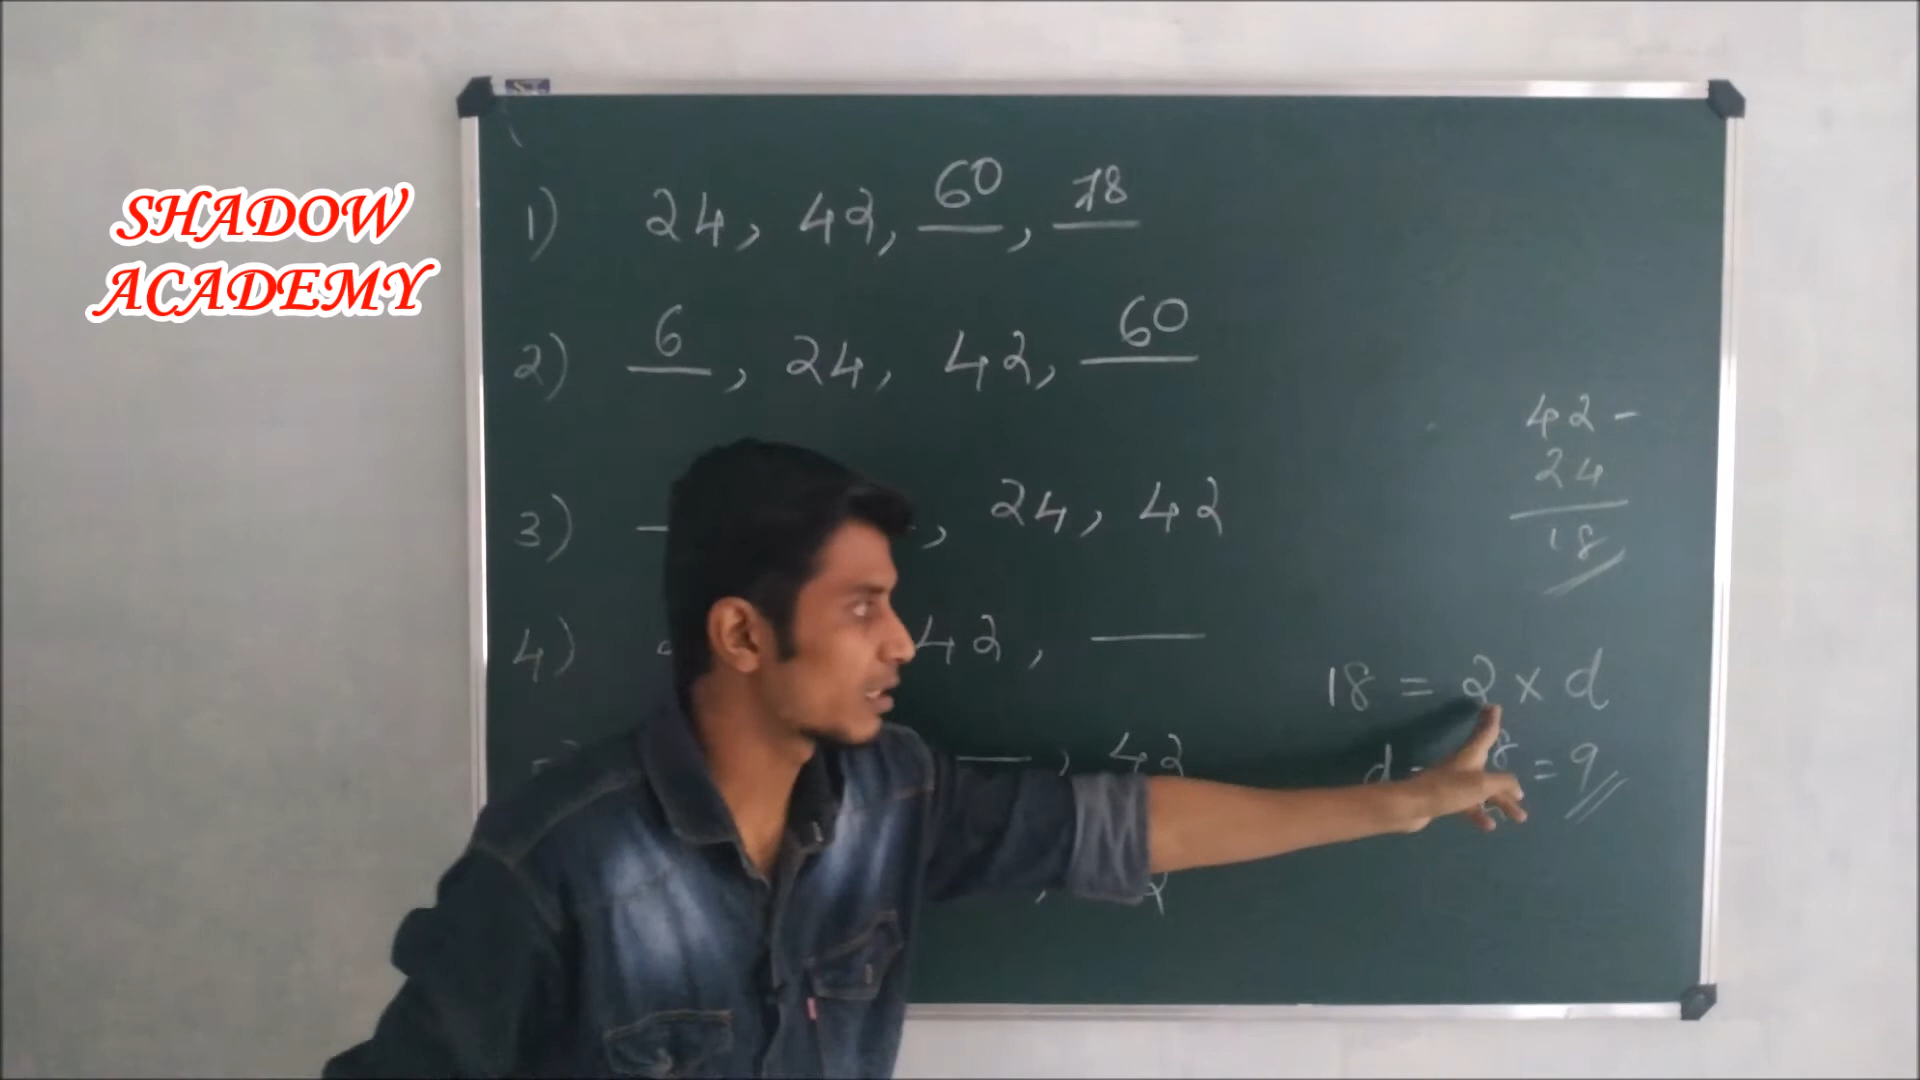 SHADOW
ACADEMY
1) 24, 42, 60, 78
2) 6, 24, 42, 60
3) , 24, 42
4) 42,
, 42
42 -
24
18
18 = 2 × d
d = 9